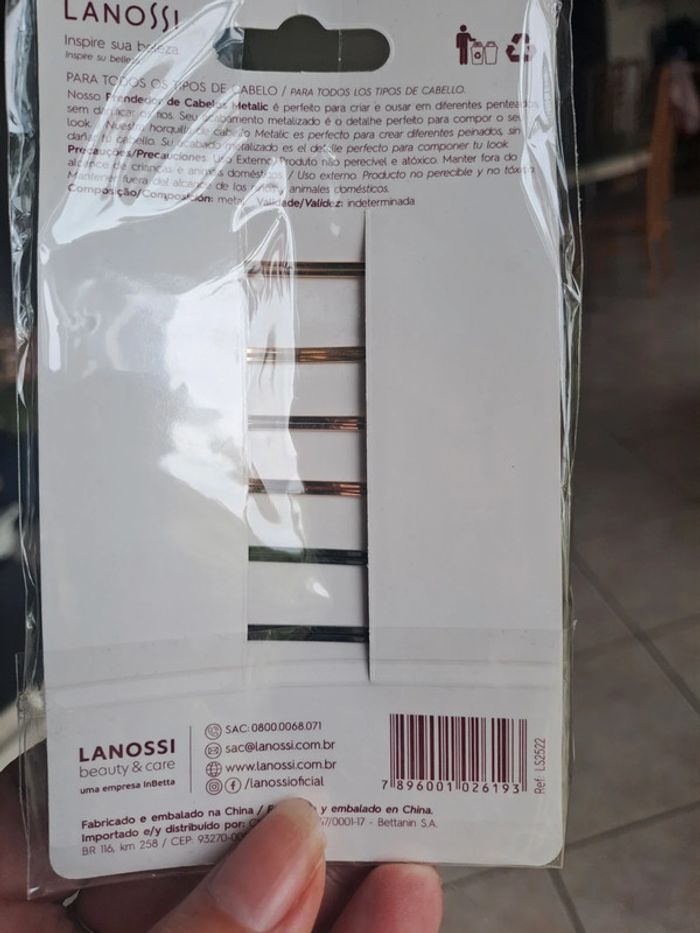 LANOSSI
Inspire sua beleza.
Inspire su belleza.
PARA TODOS OS TIPOS DE CABELO / PARA TODOS LOS TIPOS DE CABELLO.
Nosso Prendedor de Cabelos Metalic é perfeito para criar e ousar em diferentes penteados
sem danificar os fios. Seu acabamento metalizado é o detalhe perfeito para compor o seu
look. / Nuestra horquilla de cabello Metalic es perfecto para crear diferentes peinados, sin
dañar tu cabello. Su acabado metalizado es el detalle perfecto para componer tu look.
Precauções/Precauciones: Uso Externo. Produto não perecível e atóxico. Manter fora do
alcance de crianças e animais domésticos. / Uso externo. Producto no perecible y no tóxico.
Mantener fuera del alcance de los niños y animales domésticos.
Composição/Composición: metal. Validade/Validez: indeterminada
LANOSSI
beauty & care
uma empresa InBetta
SAC: 0800.0068.071
sac@lanossi.com.br
www.lanossi.com.br
/lanossioficial
7 896001 026193
Ref.: LS2522
Fabricado e embalado na China / y embalado en China.
Importado e/y distribuido por: /0001-17 - Bettanin S.A.
BR 116, km 258 / CEP: 93270-00